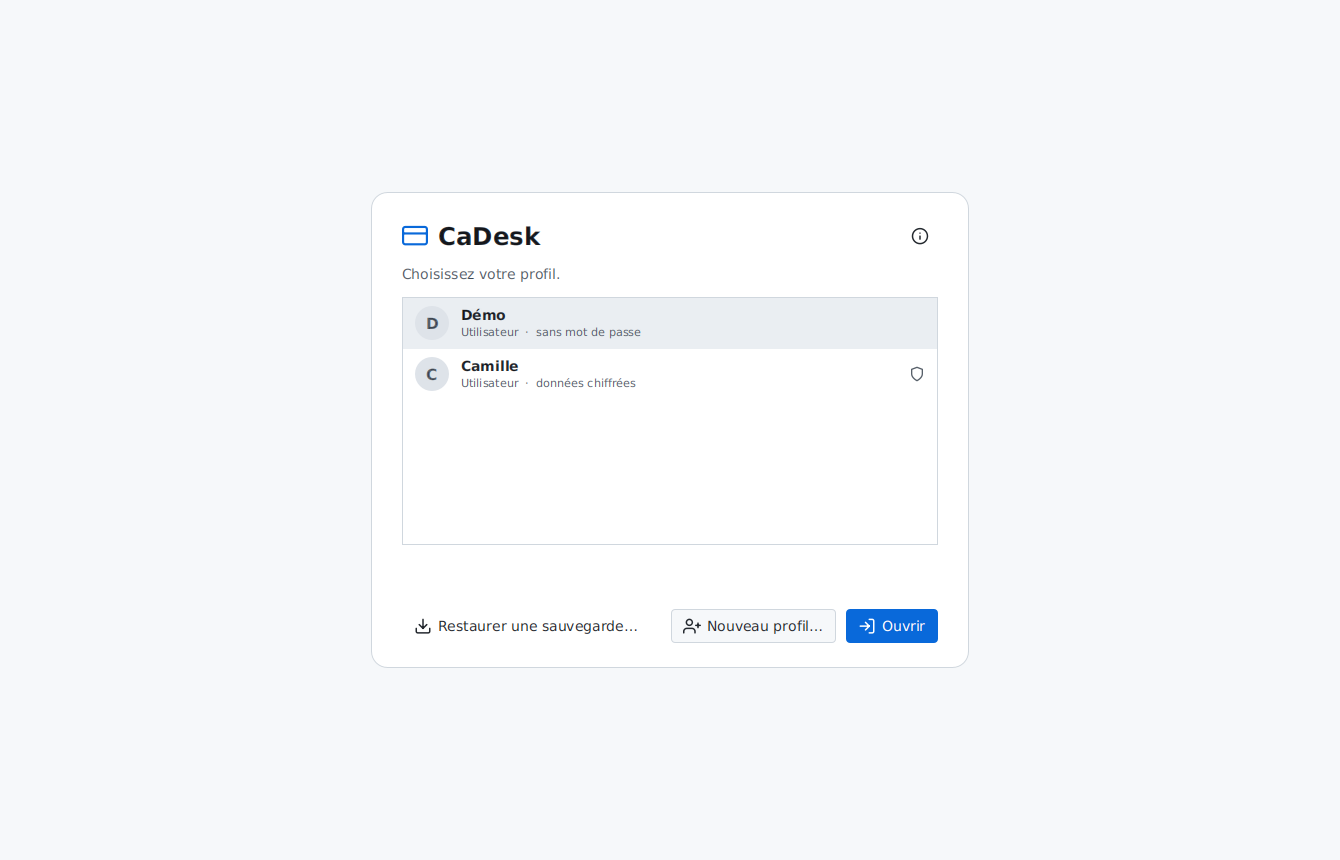 CaDesk
Choisissez votre profil.
D
Démo
Utilisateur · sans mot de passe
C
Camille
Utilisateur · données chiffrées
Restaurer une sauvegarde...
Nouveau profil...
Ouvrir